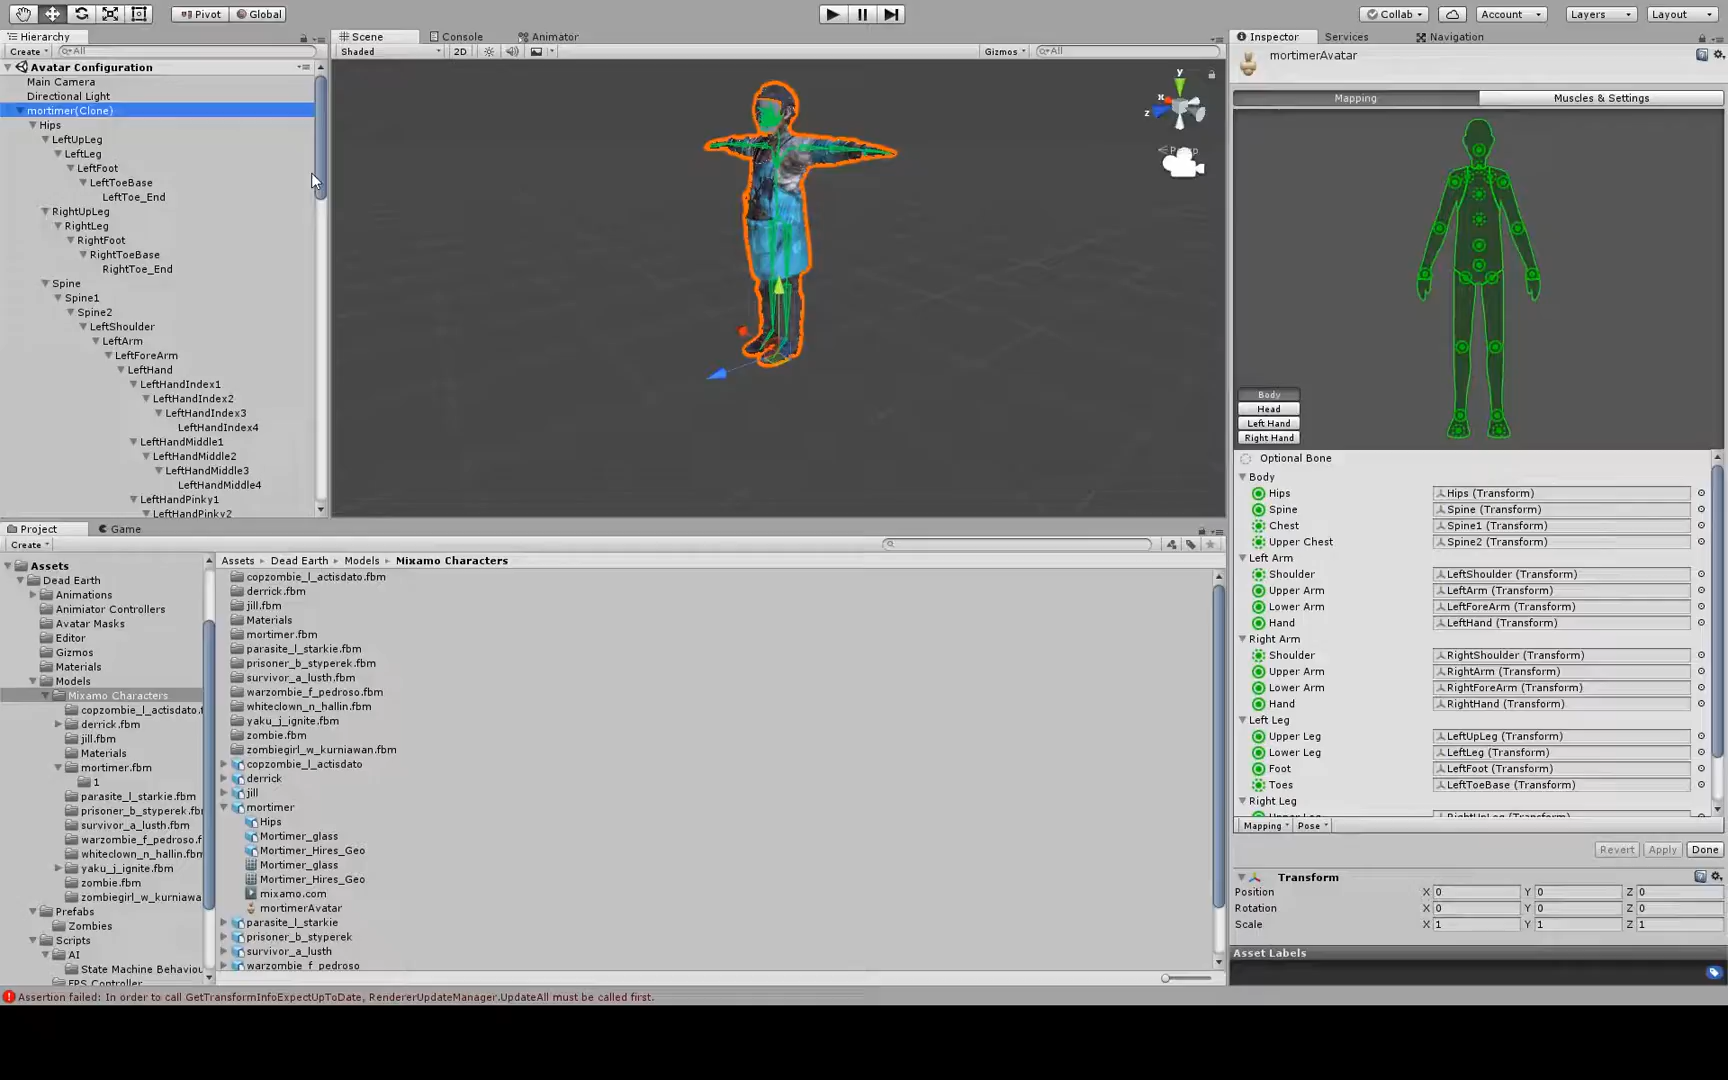 Pivot Global Collab Account Layers Layout
Hierarchy Scene Console Animator Inspector Services Navigation
Create All Shaded 2D Gizmos All mortimerAvatar
Avatar Configuration
Main Camera
Directional Light
mortimer(Clone)
Hips
LeftUpLeg
LeftLeg
LeftFoot
LeftToeBase
LeftToe_End
RightUpLeg
RightLeg
RightFoot
RightToeBase
RightToe_End
Spine
Spine1
Spine2
LeftShoulder
LeftArm
LeftForeArm
LeftHand
LeftHandIndex1
LeftHandIndex2
LeftHandIndex3
LeftHandIndex4
LeftHandMiddle1
LeftHandMiddle2
LeftHandMiddle3
LeftHandMiddle4
LeftHandPinky1
LeftHandPinky2
y
x
z
Persp
Mapping Muscles & Settings
Body
Head
Left Hand
Right Hand
Optional Bone
Body
Hips Hips (Transform)
Spine Spine (Transform)
Chest Spine1 (Transform)
Upper Chest Spine2 (Transform)
Left Arm
Shoulder LeftShoulder (Transform)
Upper Arm LeftArm (Transform)
Lower Arm LeftForeArm (Transform)
Hand LeftHand (Transform)
Right Arm
Shoulder RightShoulder (Transform)
Upper Arm RightArm (Transform)
Lower Arm RightForeArm (Transform)
Hand RightHand (Transform)
Left Leg
Upper Leg LeftUpLeg (Transform)
Lower Leg LeftLeg (Transform)
Foot LeftFoot (Transform)
Toes LeftToeBase (Transform)
Right Leg
Mapping Pose
Revert Apply Done
Transform
Position X 0 Y 0 Z 0
Rotation X 0 Y 0 Z 0
Scale X 1 Y 1 Z 1
Asset Labels
Project Game
Create
Assets
Dead Earth
Animations
Animiator Controllers
Avatar Masks
Editor
Gizmos
Materials
Models
Mixamo Characters
copzombie_l_actisdato.f
derrick.fbm
jill.fbm
Materials
mortimer.fbm
1
parasite_l_starkie.fbm
prisoner_b_styperek.fbm
survivor_a_lusth.fbm
warzombie_f_pedroso.f
whiteclown_n_hallin.fbm
yaku_j_ignite.fbm
zombie.fbm
zombiegirl_w_kurniawa
Prefabs
Zombies
Scripts
AI
State Machine Behaviou
FPS Controller
Assets Dead Earth Models Mixamo Characters
copzombie_l_actisdato.fbm
derrick.fbm
jill.fbm
Materials
mortimer.fbm
parasite_l_starkie.fbm
prisoner_b_styperek.fbm
survivor_a_lusth.fbm
warzombie_f_pedroso.fbm
whiteclown_n_hallin.fbm
yaku_j_ignite.fbm
zombie.fbm
zombiegirl_w_kurniawan.fbm
copzombie_l_actisdato
derrick
jill
mortimer
Hips
Mortimer_glass
Mortimer_Hires_Geo
Mortimer_glass
Mortimer_Hires_Geo
mixamo.com
mortimerAvatar
parasite_l_starkie
prisoner_b_styperek
survivor_a_lusth
warzombie_f_pedroso
Assertion failed: In order to call GetTransformInfoExpectUpToDate, RendererUpdateManager.UpdateAll must be called first.